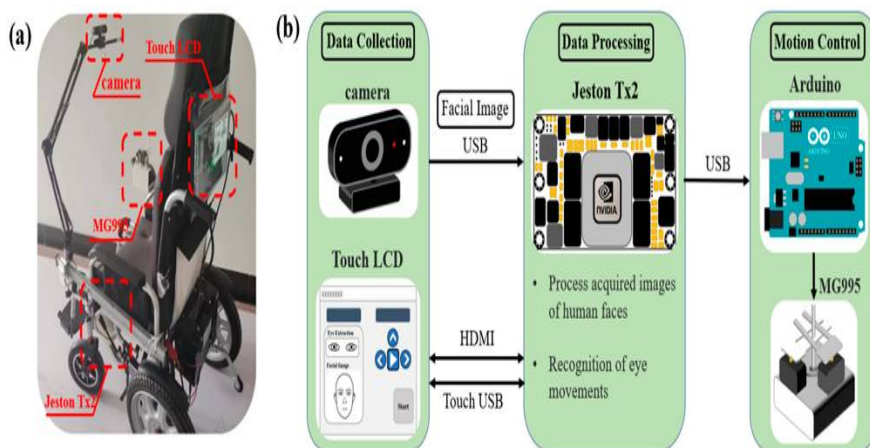 (a)
Touch LCD
camera
MG995
Jeston Tx2
(b)
Data Collection
camera
Touch LCD
Eye Extraction
Facial Image
Start
Facial Image
USB
HDMI
Touch USB
Data Processing
Jeston Tx2
NVIDIA
• Process acquired images
of human faces
• Recognition of eye
movements
USB
Motion Control
Arduino
UNO
MG995